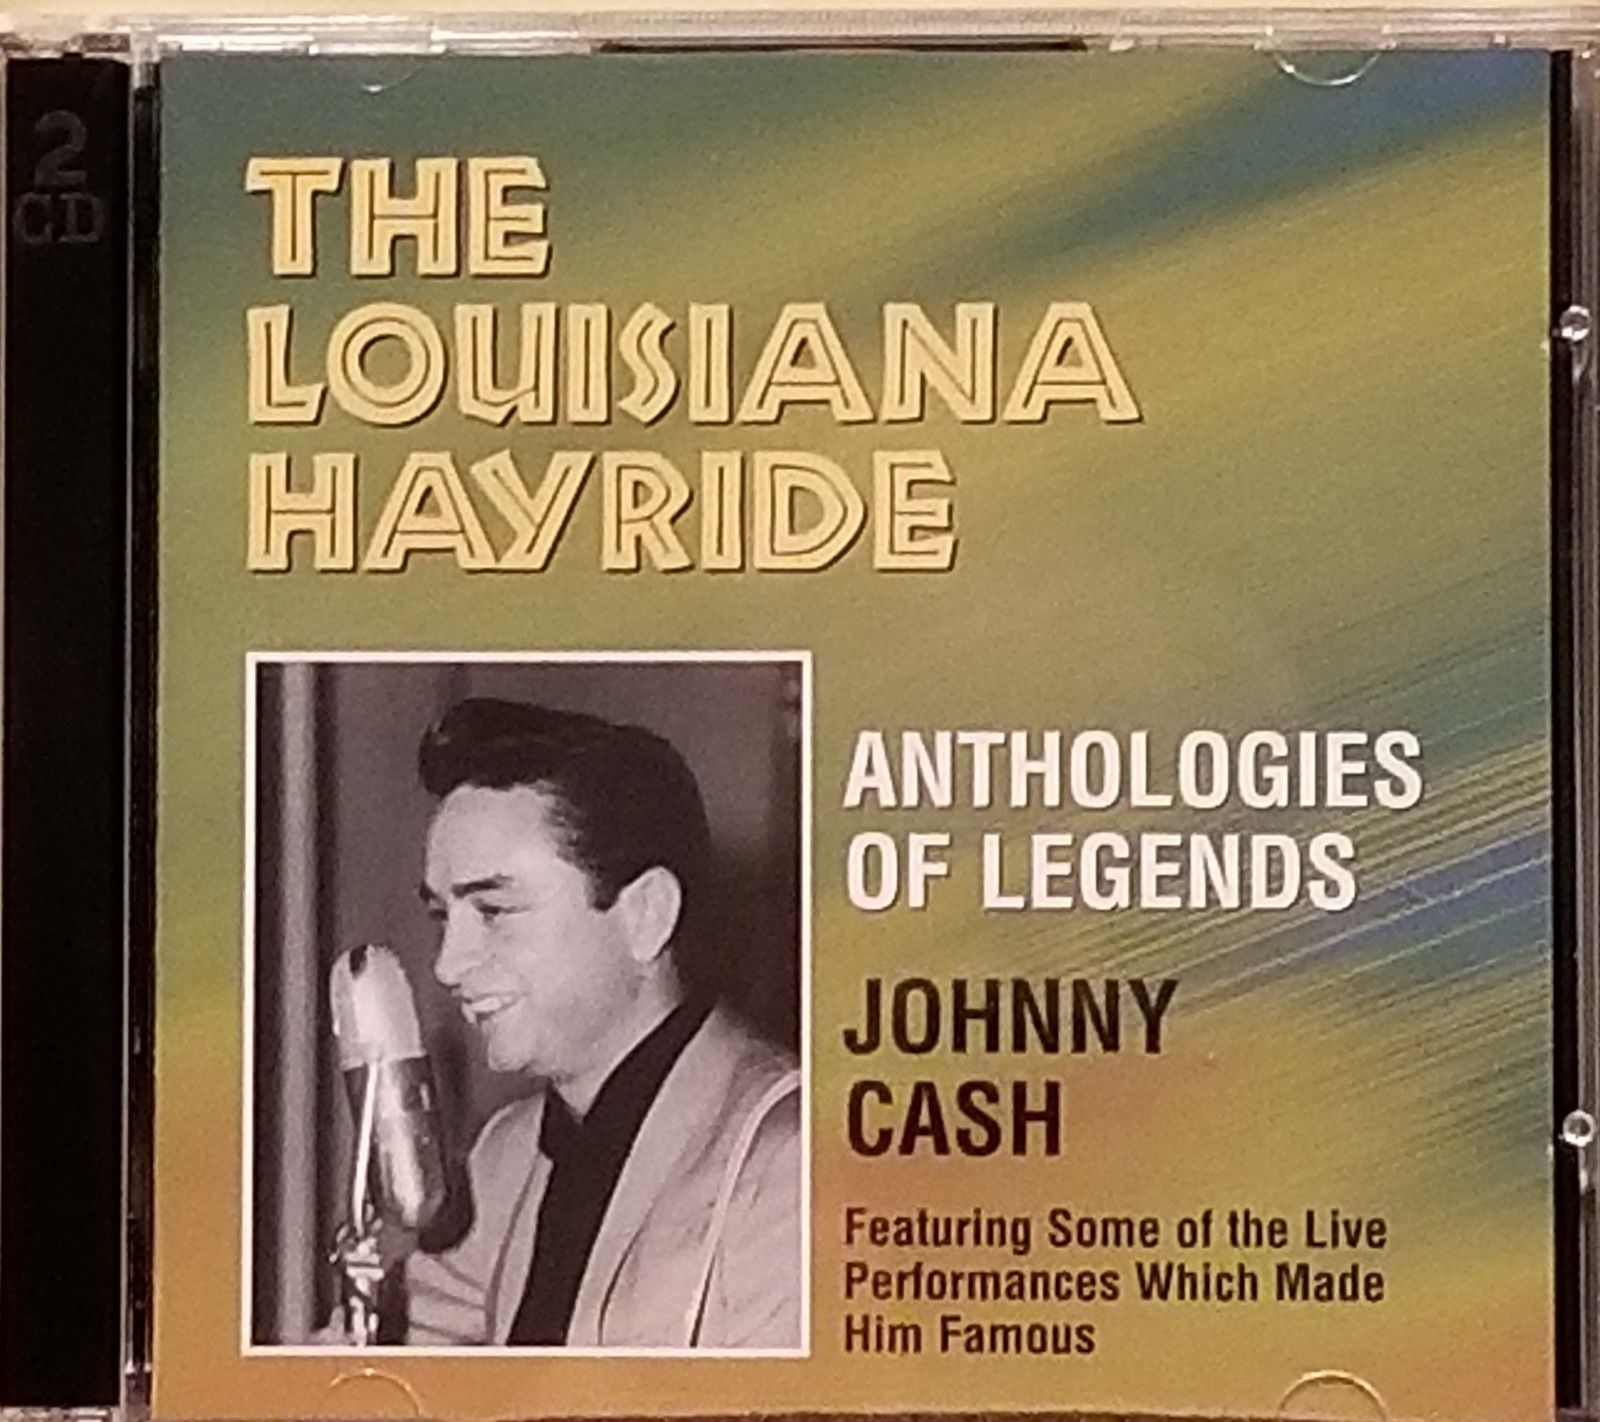 2
CD
THE
LOUISIANA
HAYRIDE
ANTHOLOGIES
OF LEGENDS
JOHNNY
CASH
Featuring Some of the Live
Performances Which Made
Him Famous